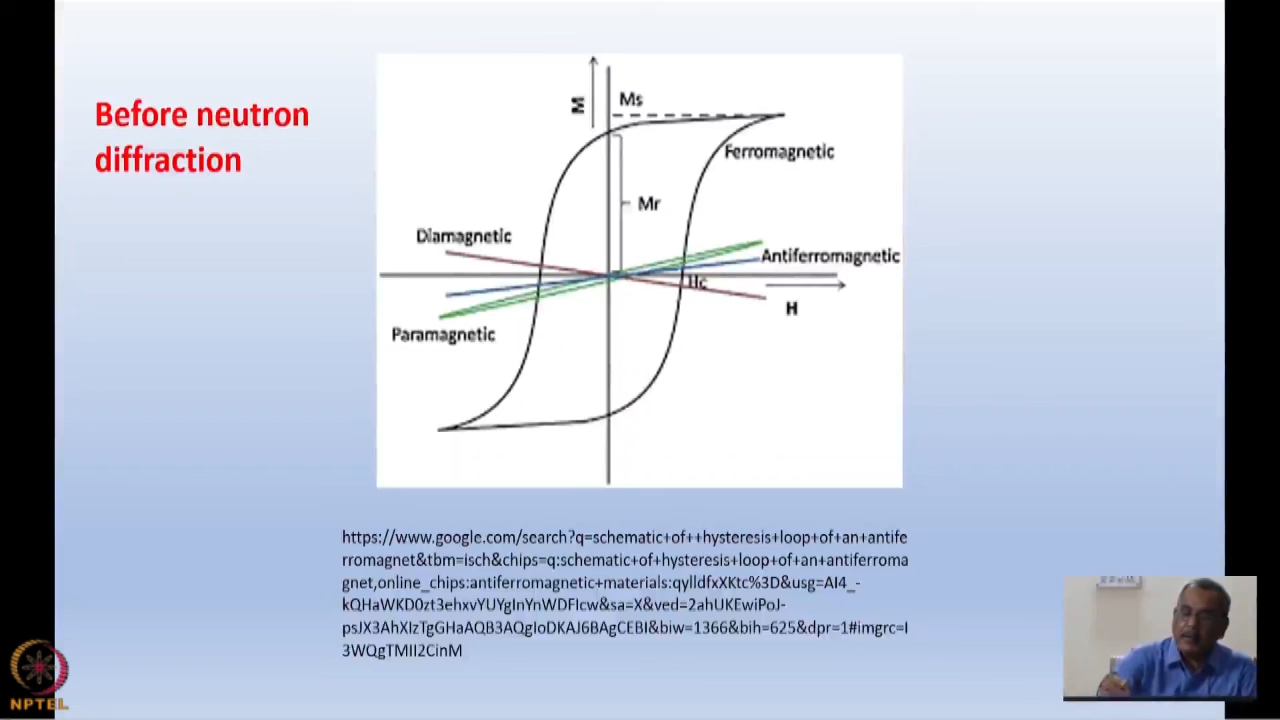 Before neutron
diffraction
M
Ms
Ferromagnetic
Mr
Diamagnetic
Antiferromagnetic
Hc
H
Paramagnetic
https://www.google.com/search?q=schematic+of++hysteresis+loop+of+an+antife
rromagnet&tbm=isch&chips=q:schematic+of+hysteresis+loop+of+an+antiferroma
gnet,online_chips:antiferromagnetic+materials:qylldfxXKtc%3D&usg=AI4_-
kQHaWKD0zt3ehxvYUYgInYnWDFIcw&sa=X&ved=2ahUKEwiPoJ-
psJX3AhXIzTgGHaAQB3AQgIoDKAJ6BAgCEBI&biw=1366&bih=625&dpr=1#imgrc=I
3WQgTMII2CinM
NPTEL